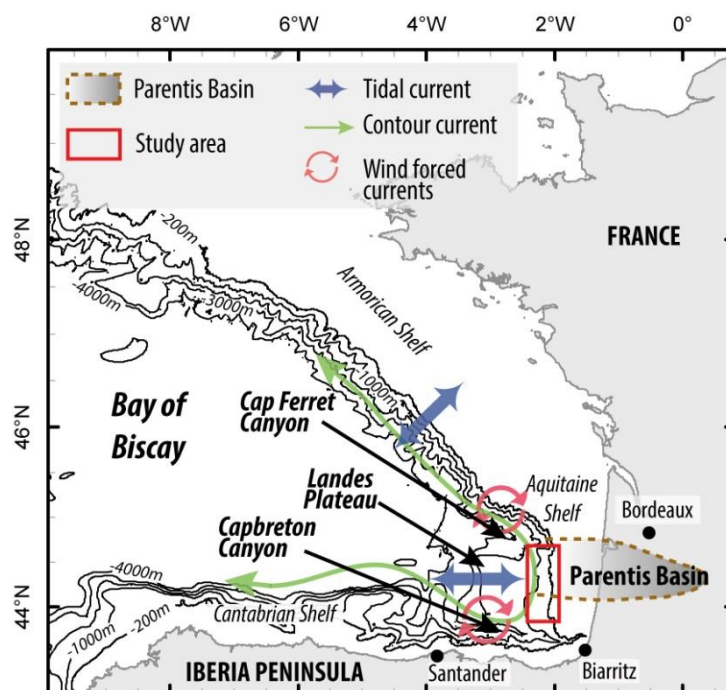 8°W 6°W 4°W 2°W 0°
Parentis Basin
Tidal current
Study area
Contour current
Wind forced
currents
48°N
46°N
44°N
-200m
-4000m
-3000m
FRANCE
Armorican Shelf
-1000m
Bay of
Biscay
Cap Ferret
Canyon
Landes
Plateau
Aquitaine
Shelf
Capbreton
Canyon
Bordeaux
Parentis Basin
-4000m
Cantabrian Shelf
-1000m
-200m
IBERIA PENINSULA
Santander
Biarritz